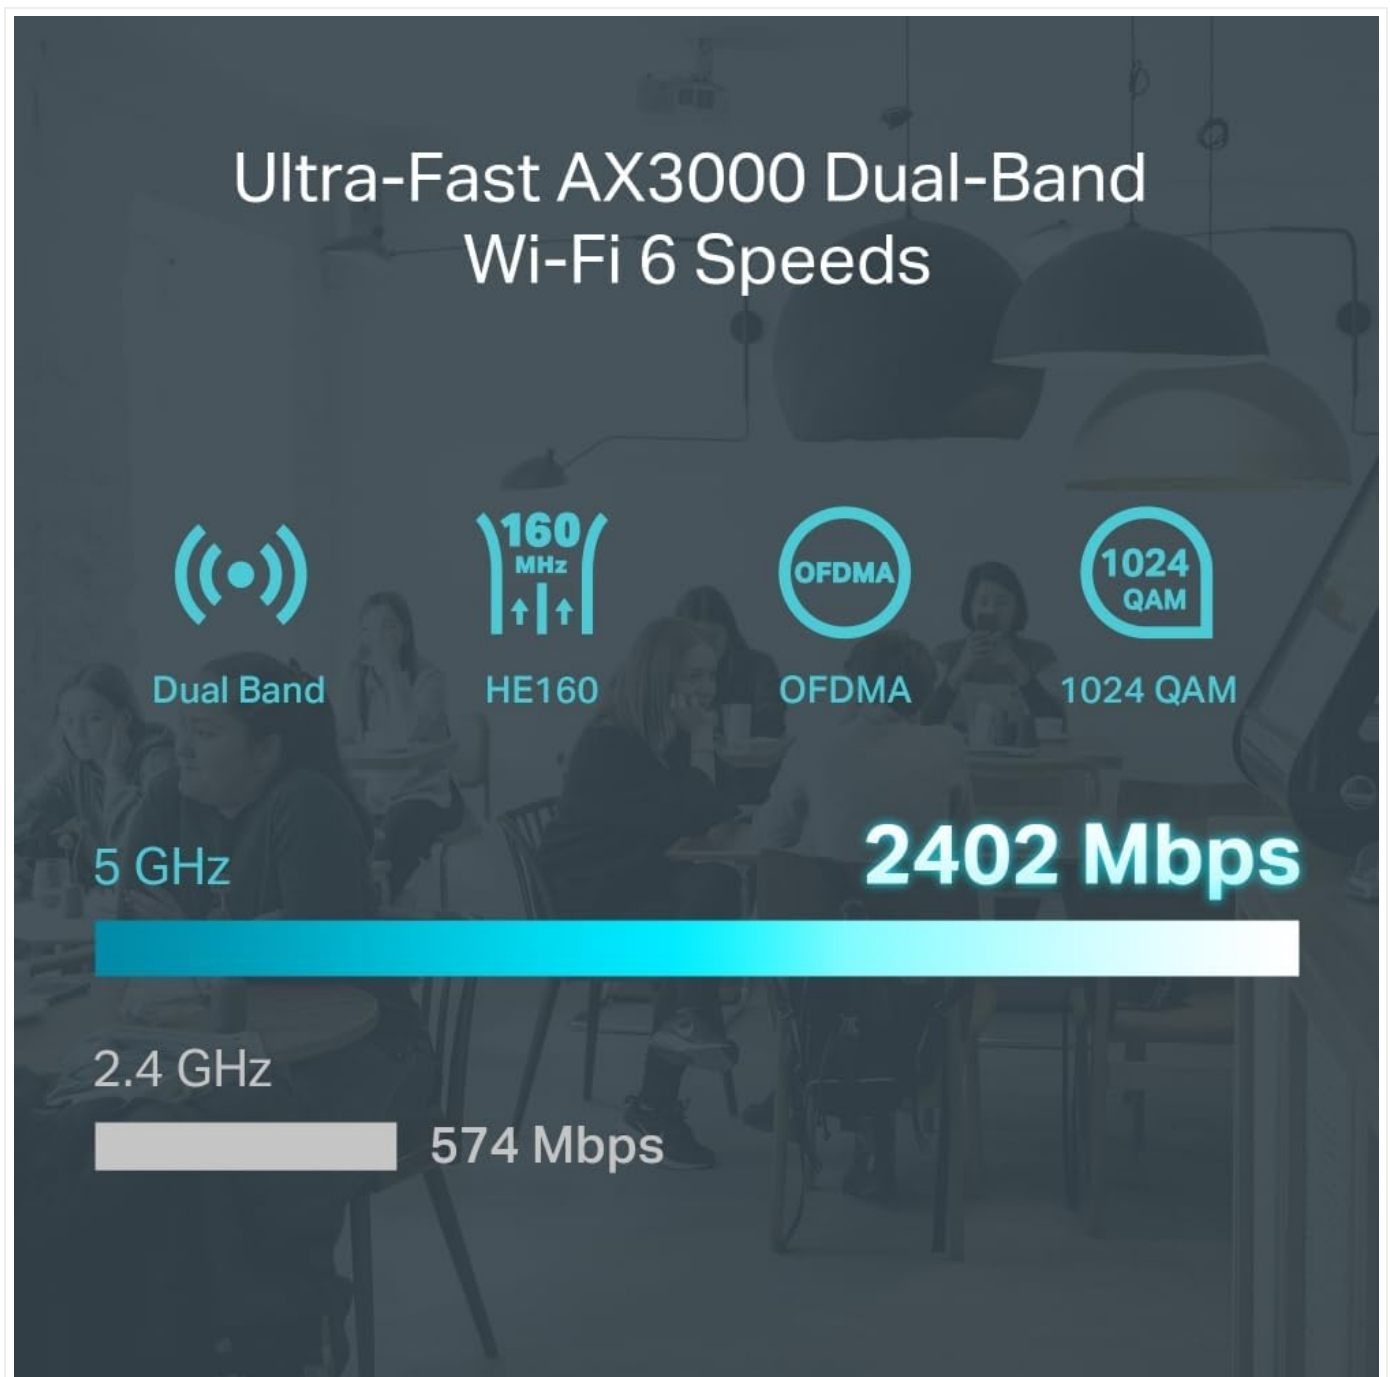 Ultra-Fast AX3000 Dual-Band
Wi-Fi 6 Speeds
160
MHz
OFDMA
1024
QAM
Dual Band
HE160
OFDMA
1024 QAM
5 GHz
2402 Mbps
2.4 GHz
574 Mbps